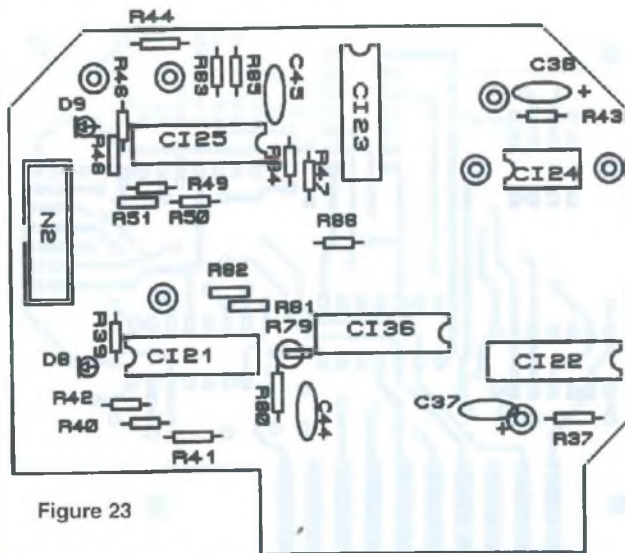 R44
R46
R83
R85
C45
CI23
C38
+
R43
D9
CI25
R48
R84
R47
CI24
R49
R51
R50
N2
R86
R82
R81
R39
R79
CI36
D8
CI21
CI22
R42
R80
C44
C37
+
R40
R37
R41
Figure 23